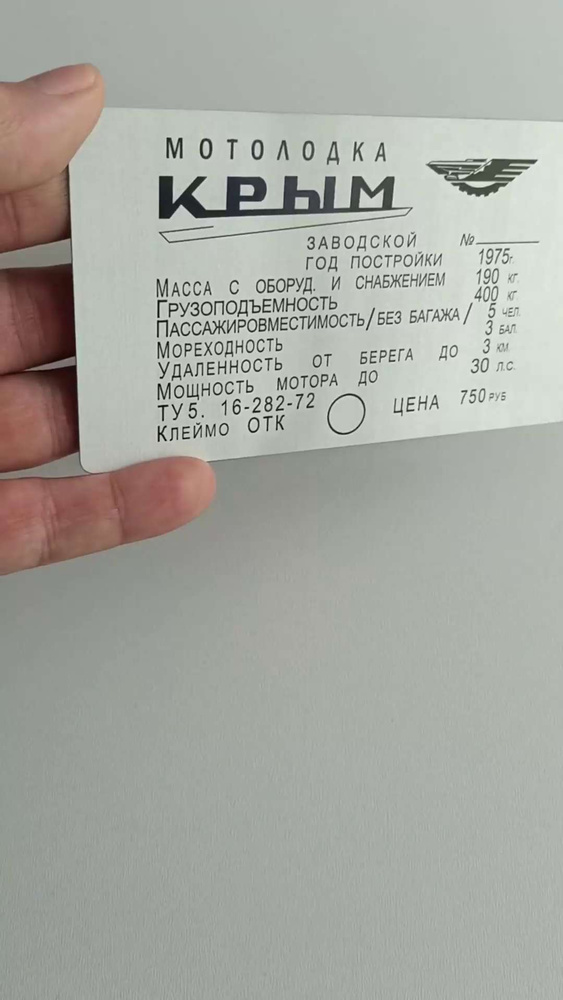 МОТОЛОДКА
КРЫМ
ЗАВОДСКОЙ №
ГОД ПОСТРОЙКИ 1975г.
МАССА С ОБОРУД. И СНАБЖЕНИЕМ 190 КГ.
ГРУЗОПОДЪЕМНОСТЬ 400 КГ
ПАССАЖИРОВМЕСТИМОСТЬ/БЕЗ БАГАЖА/ 5 ЧЕЛ.
МОРЕХОДНОСТЬ 3 БАЛ.
УДАЛЕННОСТЬ ОТ БЕРЕГА ДО 3 КМ.
МОЩНОСТЬ МОТОРА ДО 30 Л.С.
ТУ 5. 16-282-72
КЛЕЙМО ОТК ЦЕНА 750 РУБ